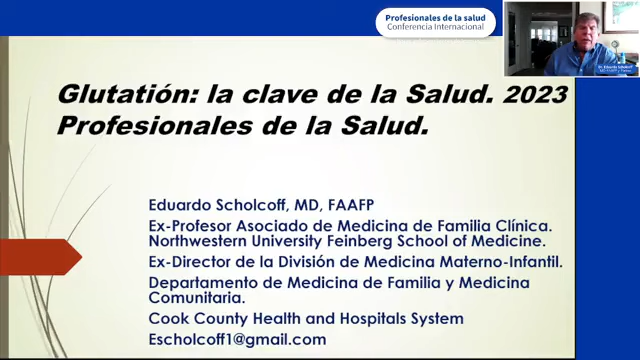 Profesionales de la salud
Conferencia Internacional
Glutatión: la clave de la Salud. 2023
Profesionales de la Salud.
Eduardo Scholcoff, MD, FAAFP
Ex-Profesor Asociado de Medicina de Familia Clínica.
Northwestern University Feinberg School of Medicine.
Ex-Director de la División de Medicina Materno-Infantil.
Departamento de Medicina de Familia y Medicina
Comunitaria.
Cook County Health and Hospitals System
Escholcoff1@gmail.com
Dr. Eduardo Scholcoff